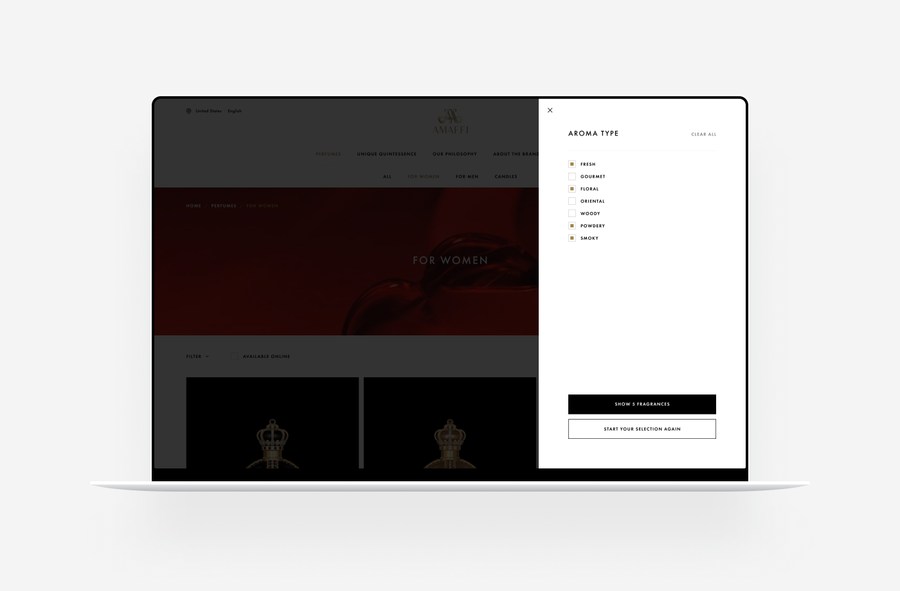 United States English
AMAFFI
PERFUMES UNIQUE QUINTESSENCE OUR PHILOSOPHY ABOUT THE BRAND
ALL FOR WOMEN FOR MEN CANDLES
HOME PERFUMES FOR WOMEN
FOR WOMEN
FILTER AVAILABLE ONLINE
AROMA TYPE CLEAR ALL
FRESH
GOURMET
FLORAL
ORIENTAL
WOODY
POWDERY
SMOKY
SHOW 5 FRAGRANCES
START YOUR SELECTION AGAIN